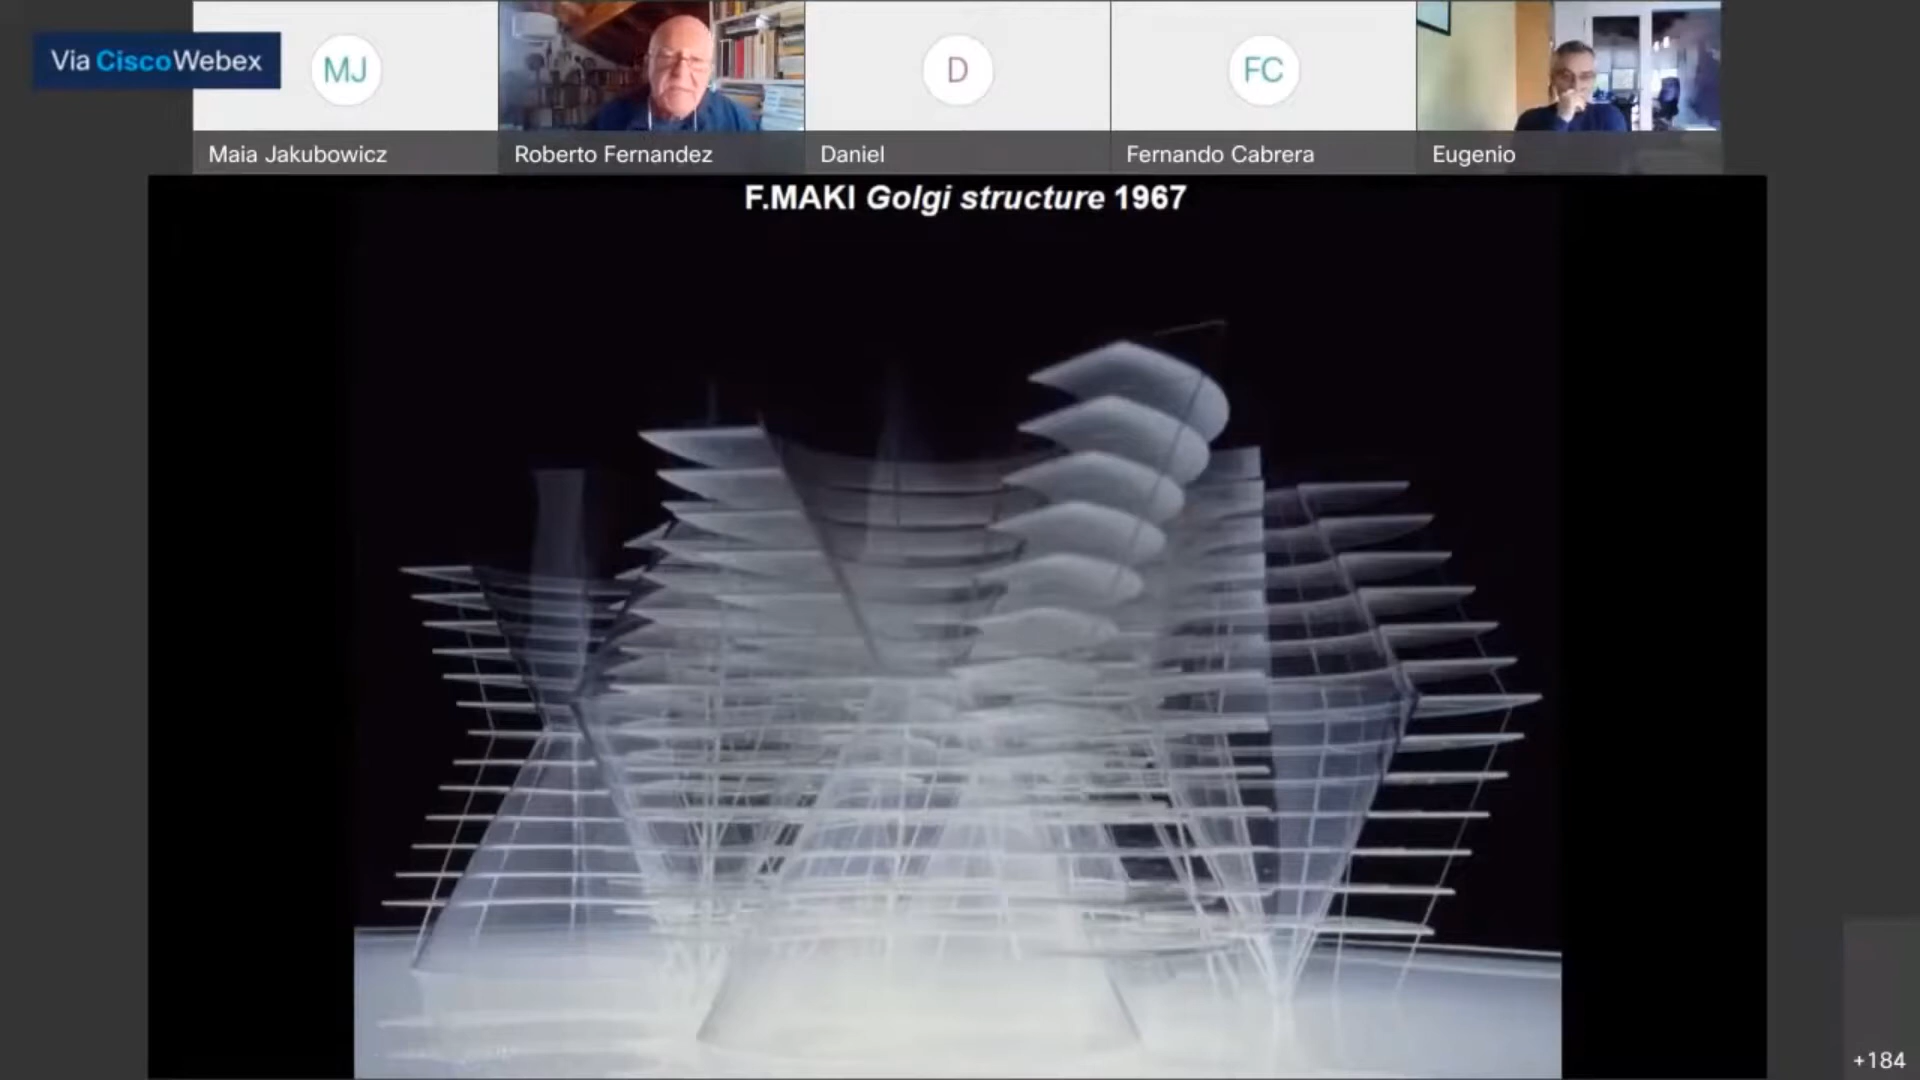 Via CiscoWebex
MJ
D
FC
Maia Jakubowicz
Roberto Fernandez
Daniel
Fernando Cabrera
Eugenio
F.MAKI Golgi structure 1967
+184